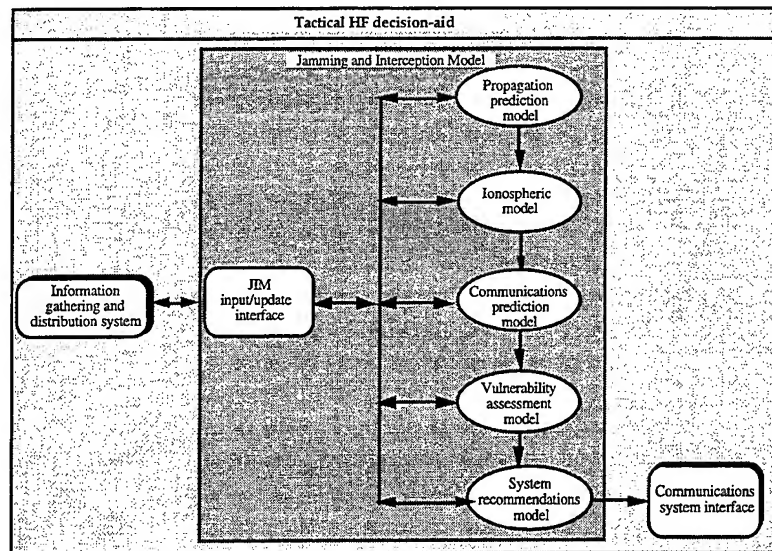 Tactical HF decision-aid
Jamming and Interception Model
Propagation
prediction
model
Ionospheric
model
Information
gathering and
distribution system
JIM
input/update
interface
Communications
prediction
model
Vulnerability
assessment
model
System
recommendations
model
Communications
system interface